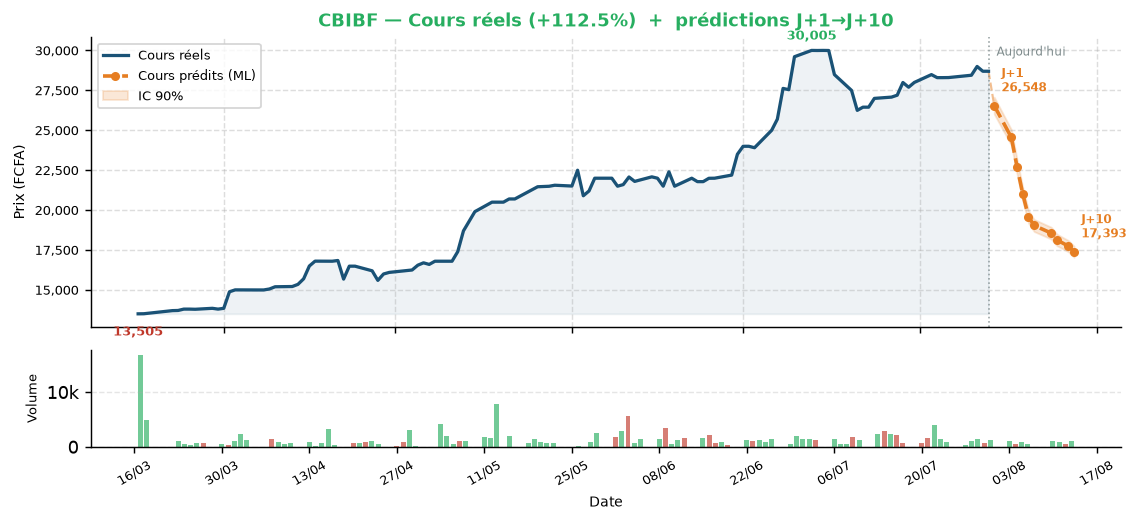 CBIBF — Cours réels (+112.5%)  +  prédictions J+1→J+10
30,005
Cours réels
Cours prédits (ML)
IC 90%
Aujourd'hui
J+1
26,548
J+10
17,393
13,505
Prix (FCFA)
30,000
27,500
25,000
22,500
20,000
17,500
15,000
Volume
10k
0
16/03
30/03
13/04
27/04
11/05
25/05
08/06
22/06
06/07
20/07
03/08
17/08
Date